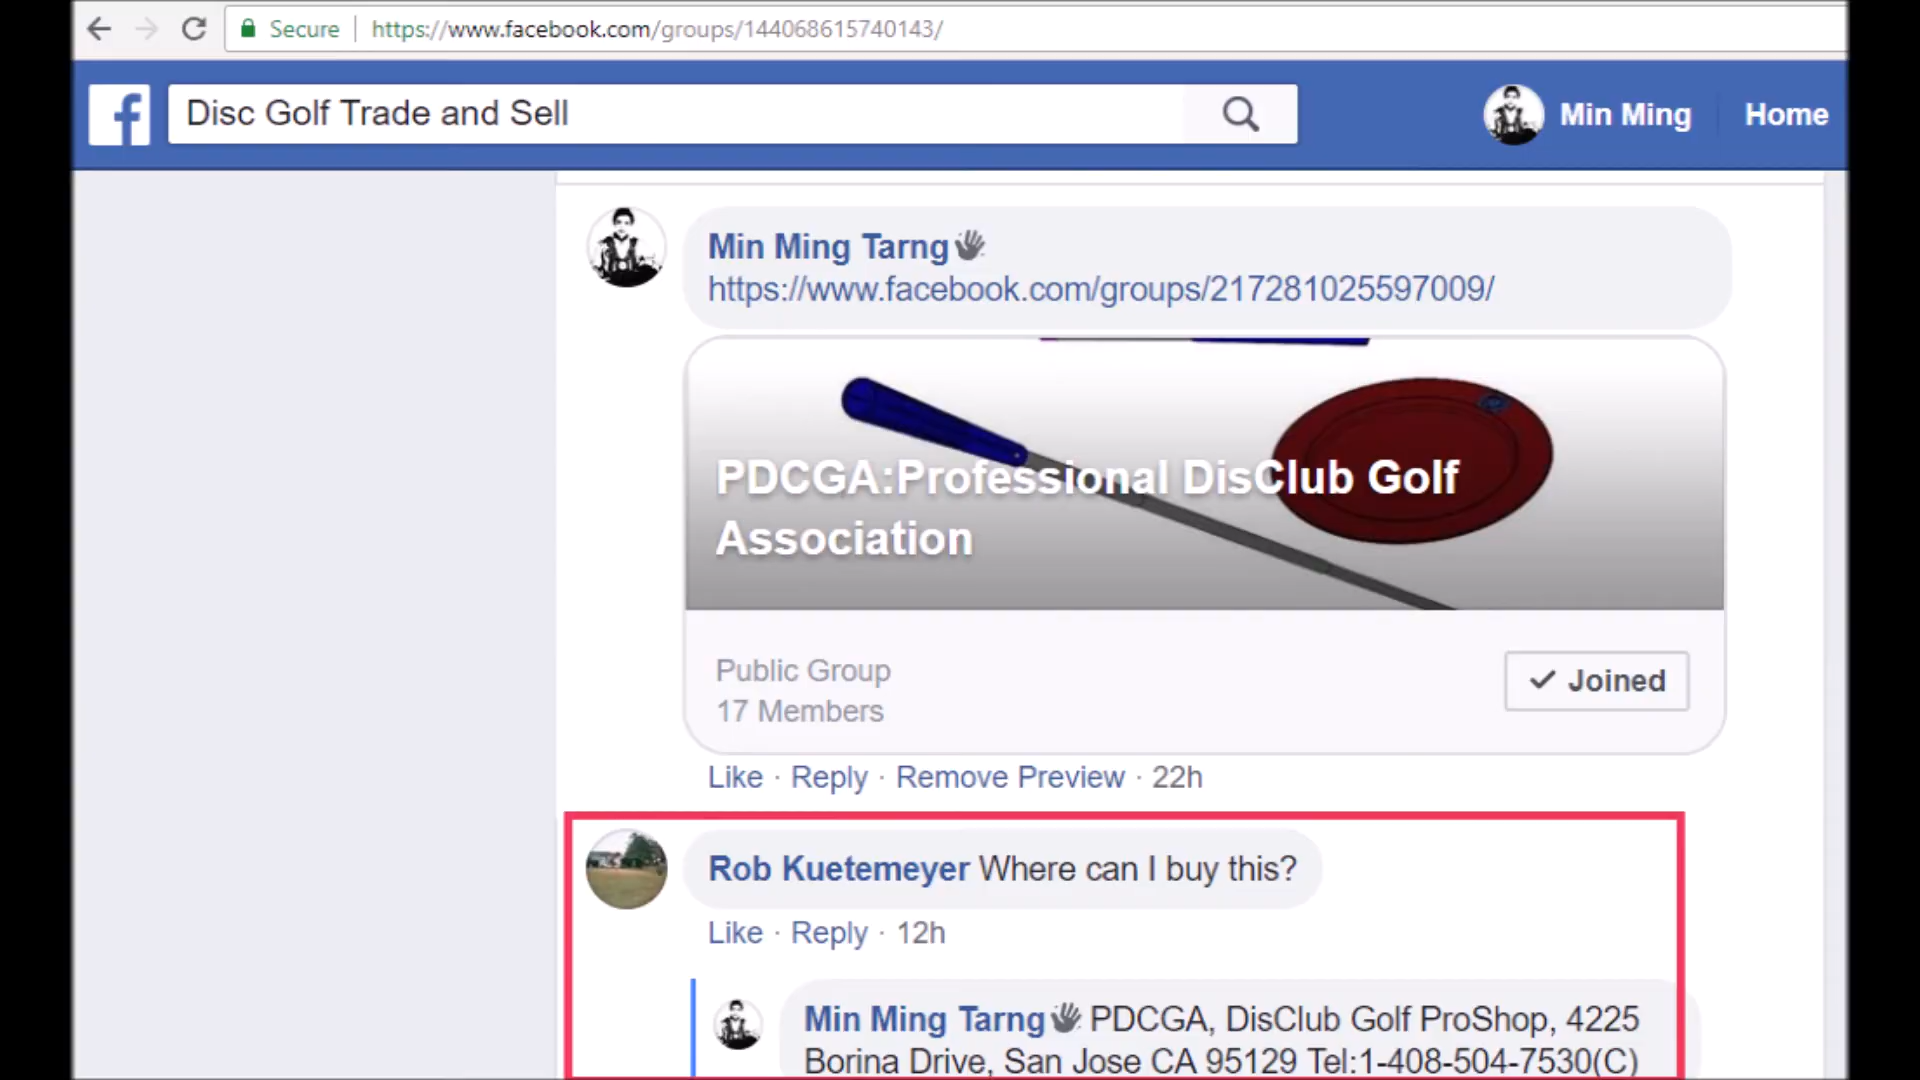 Secure https://www.facebook.com/groups/144068615740143/
f Disc Golf Trade and Sell Min Ming Home
Min Ming Tarng
https://www.facebook.com/groups/217281025597009/
PDCGA:Professional DisClub Golf
Association
Public Group
17 Members
Joined
Like · Reply · Remove Preview · 22h
Rob Kuetemeyer Where can I buy this?
Like · Reply · 12h
Min Ming Tarng PDCGA, DisClub Golf ProShop, 4225
Borina Drive, San Jose CA 95129 Tel:1-408-504-7530(C)